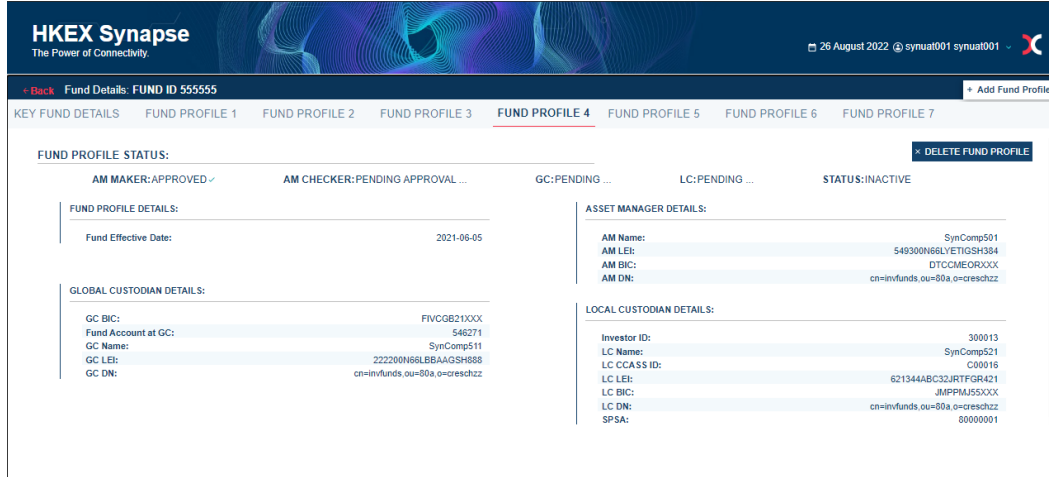 HKEX Synapse
The Power of Connectivity.
26 August 2022 synuat001 synuat001
←Back Fund Details: FUND ID 555555
+ Add Fund Profile
KEY FUND DETAILS FUND PROFILE 1 FUND PROFILE 2 FUND PROFILE 3 FUND PROFILE 4 FUND PROFILE 5 FUND PROFILE 6 FUND PROFILE 7
FUND PROFILE STATUS:
× DELETE FUND PROFILE
AM MAKER:APPROVED✓ AM CHECKER:PENDING APPROVAL ... GC:PENDING ... LC:PENDING ... STATUS:INACTIVE
FUND PROFILE DETAILS:
Fund Effective Date: 2021-06-05
GLOBAL CUSTODIAN DETAILS:
GC BIC: FIVCGB21XXX
Fund Account at GC: 546271
GC Name: SynComp511
GC LEI: 222200N66LBBAAGSH888
GC DN: cn=invfunds,ou=80a,o=creschzz
ASSET MANAGER DETAILS:
AM Name: SynComp501
AM LEI: 549300N66LYETIGSH384
AM BIC: DTCCMEORXXX
AM DN: cn=invfunds,ou=80a,o=creschzz
LOCAL CUSTODIAN DETAILS:
Investor ID: 300013
LC Name: SynComp521
LC CCASS ID: C00016
LC LEI: 621344ABC32JRTFGR421
LC BIC: JMPPMJ55XXX
LC DN: cn=invfunds,ou=80a,o=creschzz
SPSA: 80000001